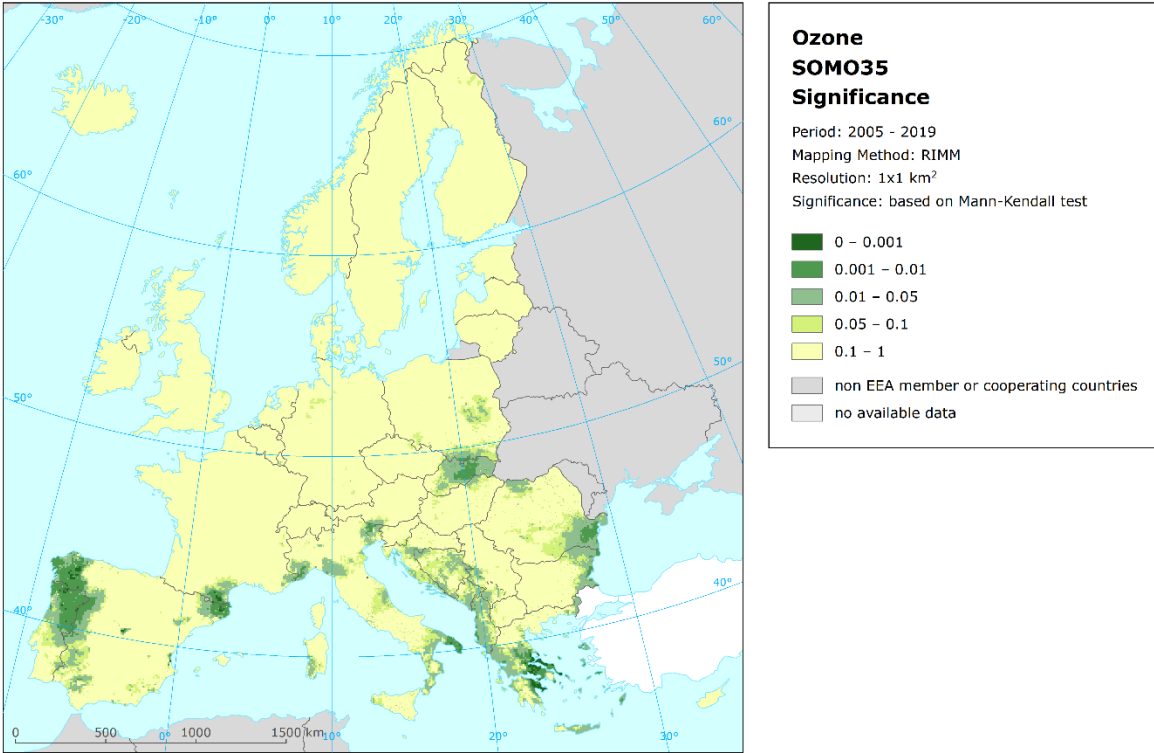 -30° -20° -10° 0° 10° 20° 30° 40° 50° 60°
60°
60°
50°
50°
40°
40°
0 500 1000 1500 km
0° 10° 20° 30°
Ozone
SOMO35
Significance
Period: 2005 - 2019
Mapping Method: RIMM
Resolution: 1x1 km²
Significance: based on Mann-Kendall test
0 – 0.001
0.001 – 0.01
0.01 – 0.05
0.05 – 0.1
0.1 – 1
non EEA member or cooperating countries
no available data